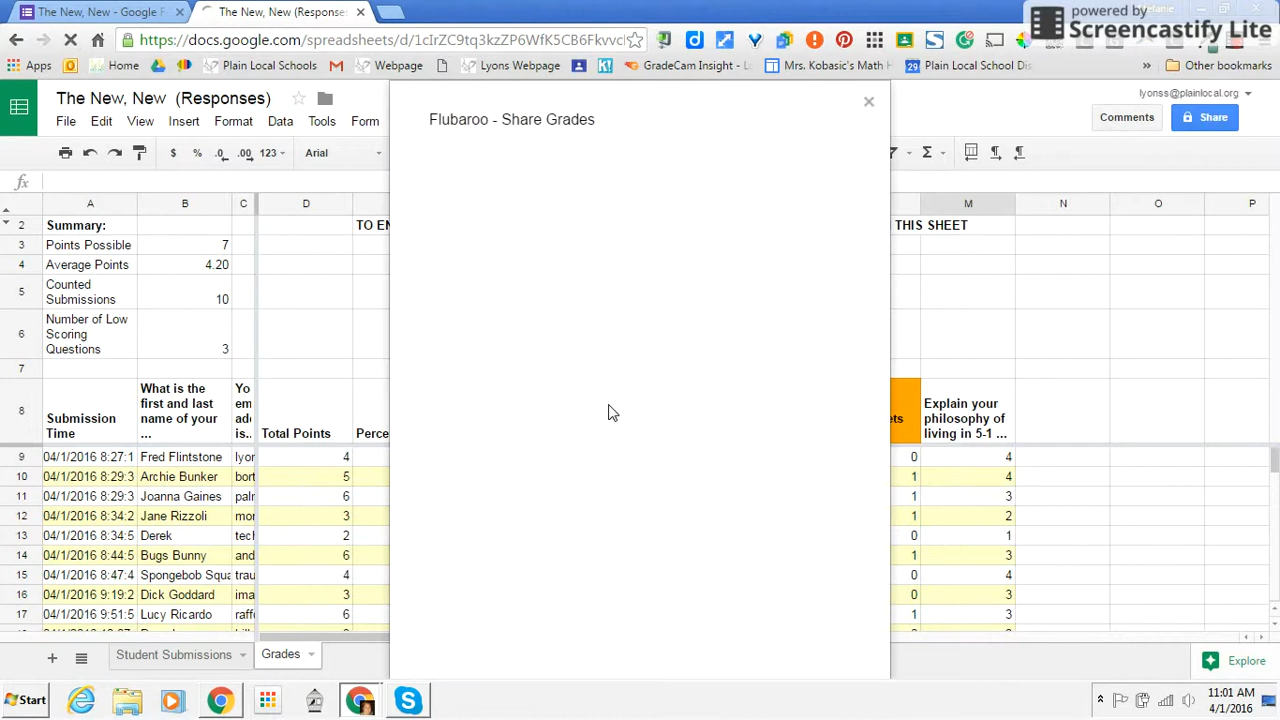 The New, New - Google F
The New, New (Responses
powered by
Screencastify Lite
https://docs.google.com/
Apps
Home
Plain Local Schools
Webpage
Lyons Webpage
GradeCam Insight -
Mrs. Kobasic's Math
Plain Local School Dis
»
Other bookmarks
The New, New (Responses)
lyonss@plainlocal.org
File Edit View Insert Format Data Tools Form
Comments
Share
$ % .0 .00 123 Arial
Flubaroo - Share Grades
×
fx
A B C D M N O P
2 Summary: TO EN THIS SHEET
3 Points Possible 7
4 Average Points 4.20
5 Counted Submissions 10
6 Number of Low Scoring Questions 3
7
8 Submission Time What is the first and last name of your ... Yo em add is.. Total Points Perce ets Explain your philosophy of living in 5-1 ...
9 04/1/2016 8:27:1 Fred Flintstone lyor 4 0 4
10 04/1/2016 8:29:3 Archie Bunker bort 5 1 4
11 04/1/2016 8:29:3 Joanna Gaines paln 6 1 3
12 04/1/2016 8:34:2 Jane Rizzoli mor 3 1 2
13 04/1/2016 8:34:5 Derek tech 2 0 1
14 04/1/2016 8:44:5 Bugs Bunny and 6 1 3
15 04/1/2016 8:47:4 Spongebob Squa trau 4 0 4
16 04/1/2016 9:19:2 Dick Goddard ima 3 0 3
17 04/1/2016 9:51:5 Lucy Ricardo raffo 6 1 3
+ Student Submissions Grades
Explore
Start
11:01 AM
4/1/2016